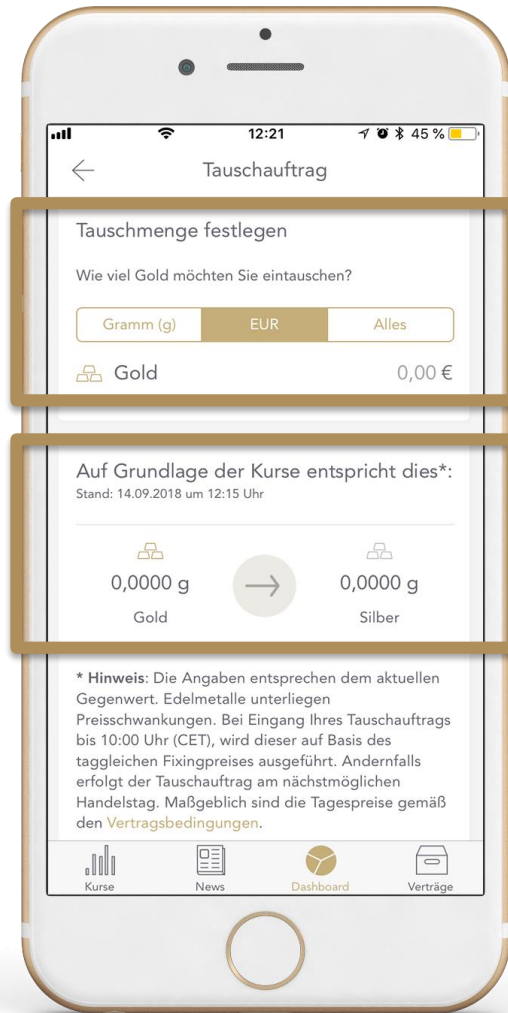 12:21
45 %
Tauschauftrag
Tauschmenge festlegen
Wie viel Gold möchten Sie eintauschen?
Gramm (g) EUR Alles
Gold 0,00 €
Auf Grundlage der Kurse entspricht dies*:
Stand: 14.09.2018 um 12:15 Uhr
0,0000 g 0,0000 g
Gold Silber
* Hinweis: Die Angaben entsprechen dem aktuellen
Gegenwert. Edelmetalle unterliegen
Preisschwankungen. Bei Eingang Ihres Tauschauftrags
bis 10:00 Uhr (CET), wird dieser auf Basis des
taggleichen Fixingpreises ausgeführt. Andernfalls
erfolgt der Tauschauftrag am nächstmöglichen
Handelstag. Maßgeblich sind die Tagespreise gemäß
den Vertragsbedingungen.
Kurse News Dashboard Verträge